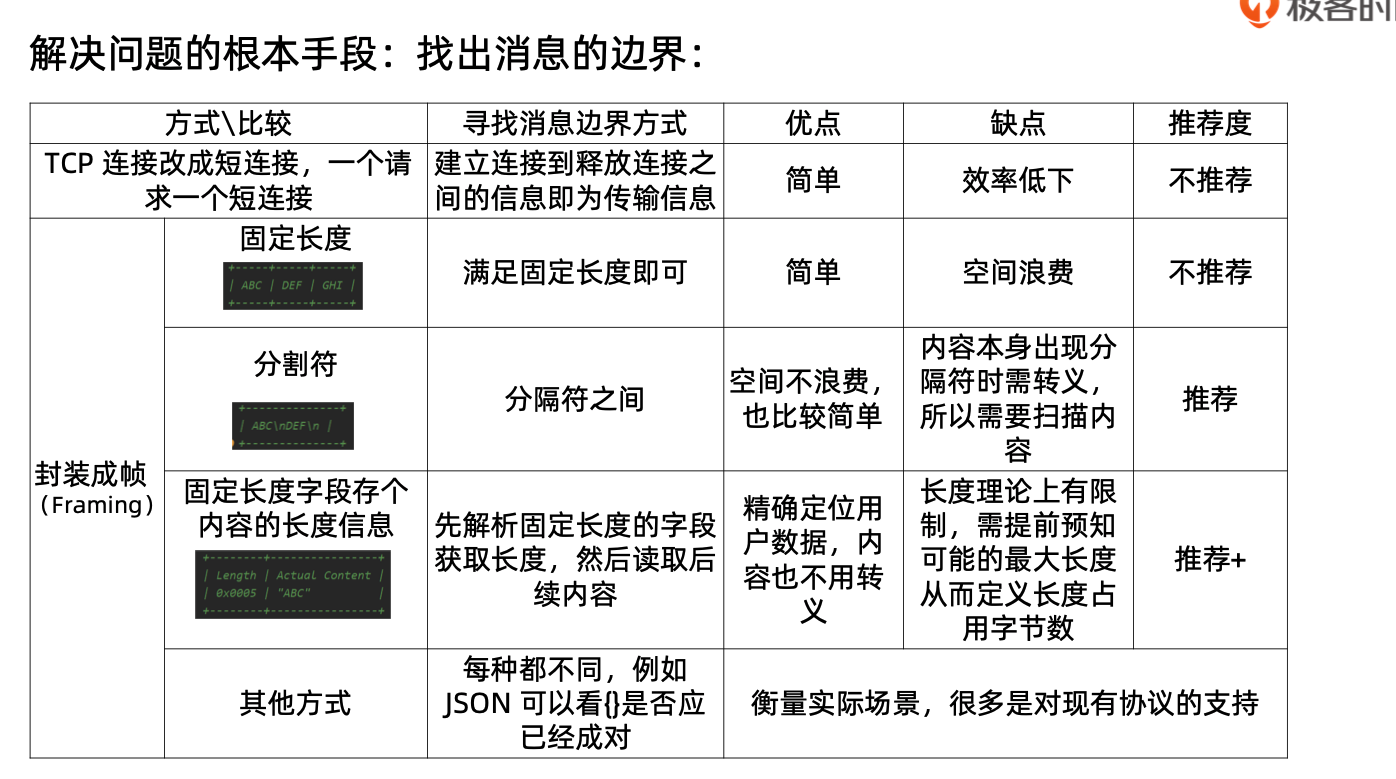 极客时间
解决问题的根本手段：找出消息的边界：
方式\比较
寻找消息边界方式
优点
缺点
推荐度
TCP 连接改成短连接，一个请
求一个短连接
建立连接到释放连接之
间的信息即为传输信息
简单
效率低下
不推荐
封装成帧
（Framing）
固定长度
+-----+-----+-----+
| ABC | DEF | GHI |
+-----+-----+-----+
满足固定长度即可
简单
空间浪费
不推荐
分割符
+--------------+
| ABC\nDEF\n |
+--------------+
分隔符之间
空间不浪费，
也比较简单
内容本身出现分
隔符时需转义，
所以需要扫描内
容
推荐
固定长度字段存个
内容的长度信息
+--------+----------------+
| Length | Actual Content |
| 0x0005 | "ABC" |
+--------+----------------+
先解析固定长度的字段
获取长度，然后读取后
续内容
精确定位用
户数据，内
容也不用转
义
长度理论上有限
制，需提前预知
可能的最大长度
从而定义长度占
用字节数
推荐+
其他方式
每种都不同，例如
JSON 可以看{}是否应
已经成对
衡量实际场景，很多是对现有协议的支持